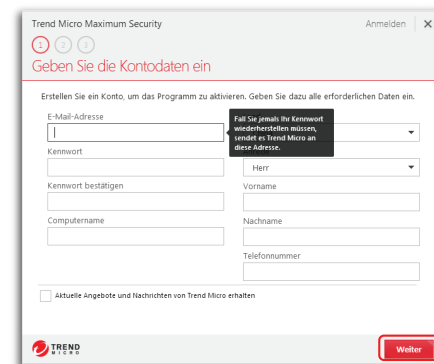 Trend Micro Maximum Security
Anmelden
1 2 3
Geben Sie die Kontodaten ein
Erstellen Sie ein Konto, um das Programm zu aktivieren. Geben Sie dazu alle erforderlichen Daten ein.
E-Mail-Adresse
Fall Sie jemals Ihr Kennwort
wiederherstellen müssen,
sendet es Trend Micro an
diese Adresse.
Kennwort
Herr
Kennwort bestätigen
Vorname
Computername
Nachname
Telefonnummer
Aktuelle Angebote und Nachrichten von Trend Micro erhalten
TREND
MICRO
Weiter